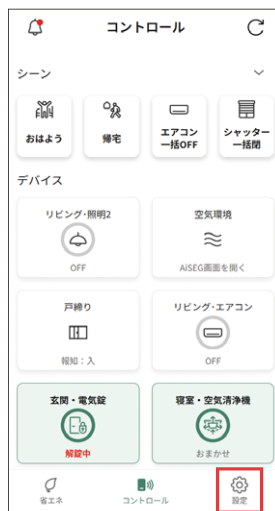 コントロール
シーン
おはよう
帰宅
エアコン
一括OFF
シャッター
一括閉
デバイス
リビング・照明2
OFF
空気環境
AiSEG画面を開く
戸締り
報知：入
リビング・エアコン
OFF
玄関・電気錠
解錠中
寝室・空気清浄機
おまかせ
省エネ
コントロール
設定